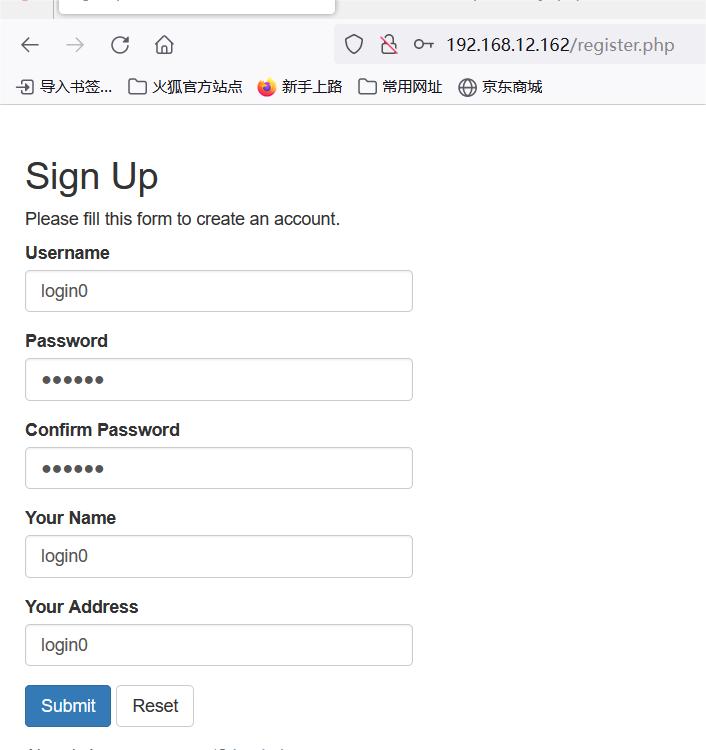 192.168.12.162/register.php
导入书签... 火狐官方站点 新手上路 常用网址 京东商城
Sign Up
Please fill this form to create an account.
Username
login0
Password
●●●●●●
Confirm Password
●●●●●●
Your Name
login0
Your Address
login0
Submit Reset